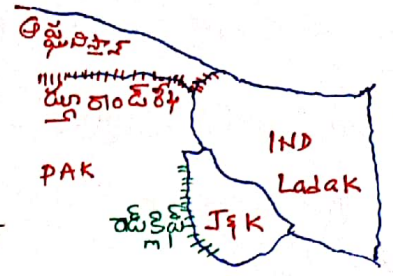 ఆఫ్ఘనిస్తాన్
డ్యూరాండ్ రేఖ
IND
Ladak
PAK
రాడ్ క్లిఫ్
J&K